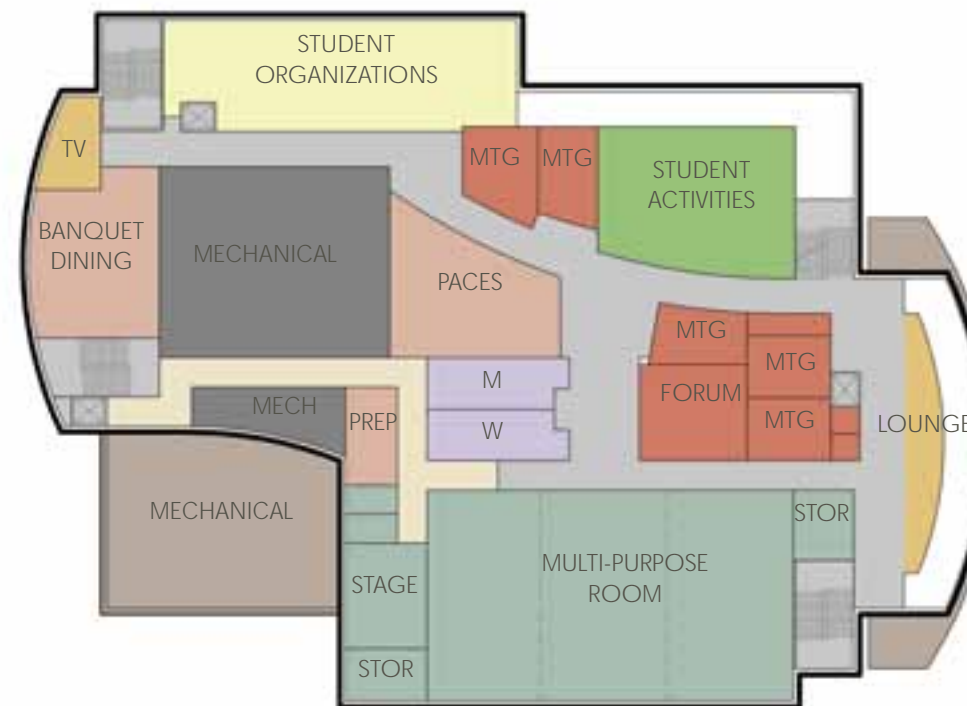 STUDENT
ORGANIZATIONS
TV
MTG
MTG
STUDENT
ACTIVITIES
BANQUET
DINING
MECHANICAL
PACES
MTG
MTG
M
FORUM
MECH
PREP
W
MTG
LOUNGE
MECHANICAL
STOR
MULTI-PURPOSE
ROOM
STAGE
STOR